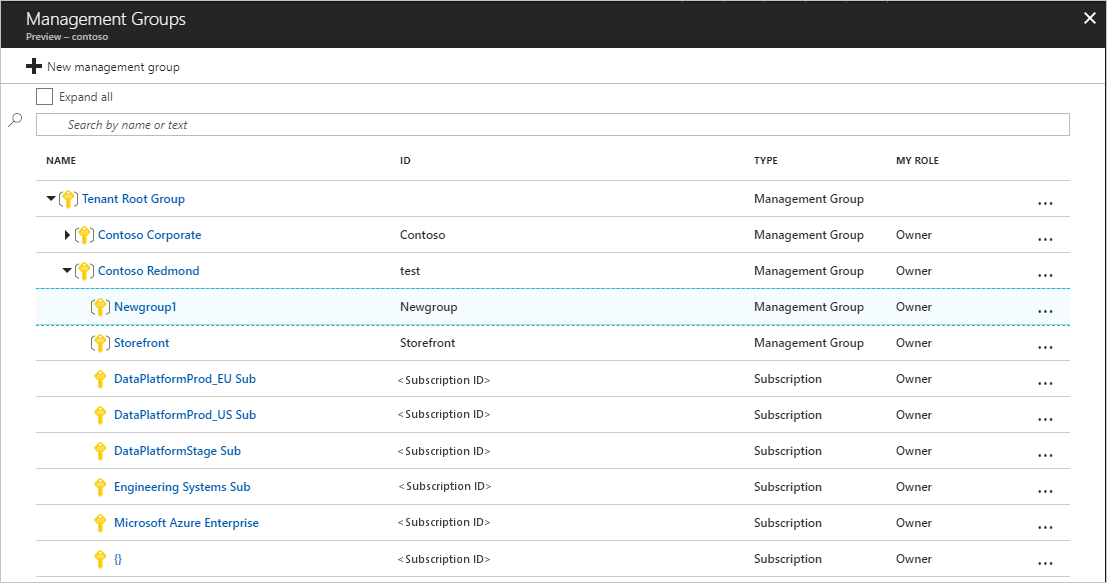 Management Groups
Preview – contoso
New management group
Expand all
Search by name or text
NAME ID TYPE MY ROLE
Tenant Root Group Management Group ...
Contoso Corporate Contoso Management Group Owner ...
Contoso Redmond test Management Group Owner ...
Newgroup1 Newgroup Management Group Owner ...
Storefront Storefront Management Group Owner ...
DataPlatformProd_EU Sub <Subscription ID> Subscription Owner ...
DataPlatformProd_US Sub <Subscription ID> Subscription Owner ...
DataPlatformStage Sub <Subscription ID> Subscription Owner ...
Engineering Systems Sub <Subscription ID> Subscription Owner ...
Microsoft Azure Enterprise <Subscription ID> Subscription Owner ...
{} <Subscription ID> Subscription Owner ...